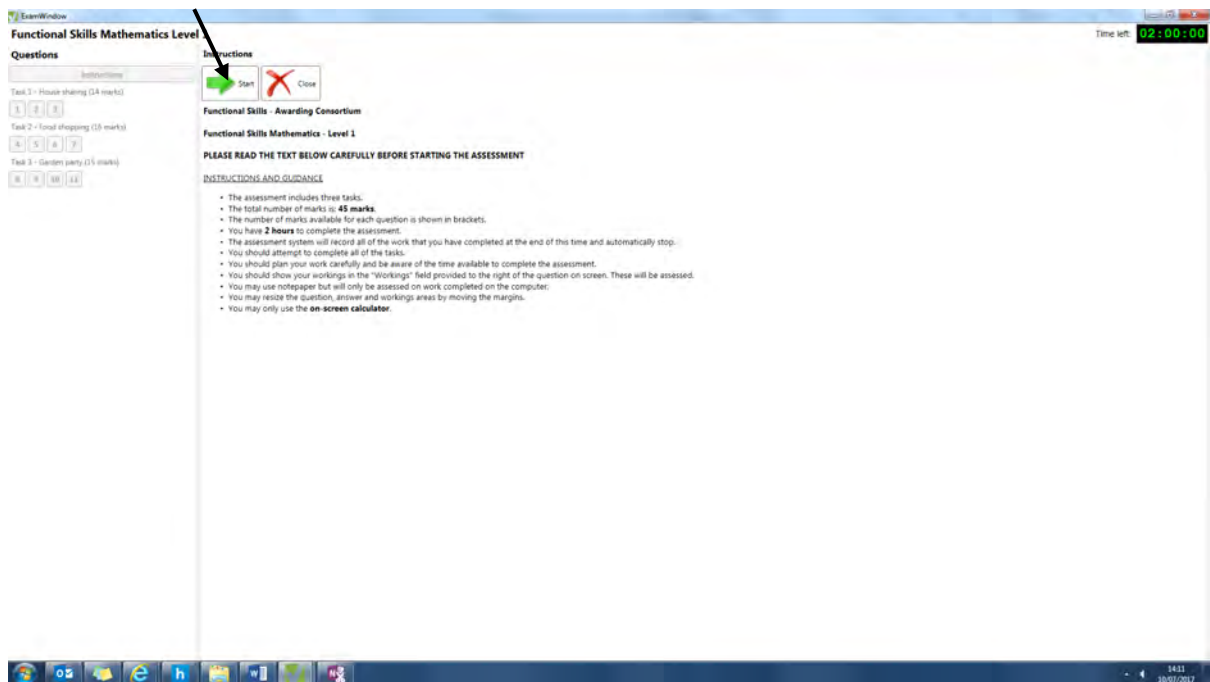 ExamWindow
Functional Skills Mathematics Level
Time left: 02:00:00
Questions
Instructions
Task 1 - House sharing (14 marks)
1 2 3
Task 2 - Food shopping (16 marks)
4 5 6 7
Task 3 - Garden party (15 marks)
8 9 10 11
Instructions
Start Close
Functional Skills - Awarding Consortium
Functional Skills Mathematics - Level 1
PLEASE READ THE TEXT BELOW CAREFULLY BEFORE STARTING THE ASSESSMENT
INSTRUCTIONS AND GUIDANCE
• The assessment includes three tasks.
• The total number of marks is: 45 marks.
• The number of marks available for each question is shown in brackets.
• You have 2 hours to complete the assessment.
• The assessment system will record all of the work that you have completed at the end of this time and automatically stop.
• You should attempt to complete all of the tasks.
• You should plan your work carefully and be aware of the time available to complete the assessment.
• You should show your workings in the "Workings" field provided to the right of the question on screen. These will be assessed.
• You may use notepaper but will only be assessed on work completed on the computer.
• You may resize the question, answer and workings areas by moving the margins.
• You may only use the on-screen calculator.
14:11
10/07/2017